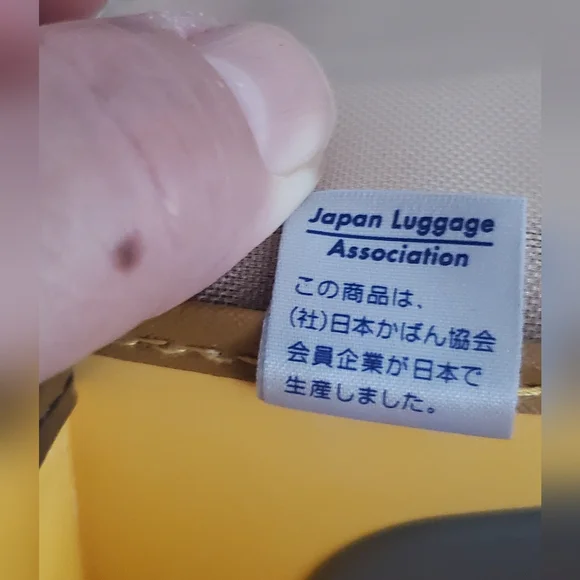 Japan Luggage
Association
この商品は、
(社)日本かばん協会
会員企業が日本で
生産しました。